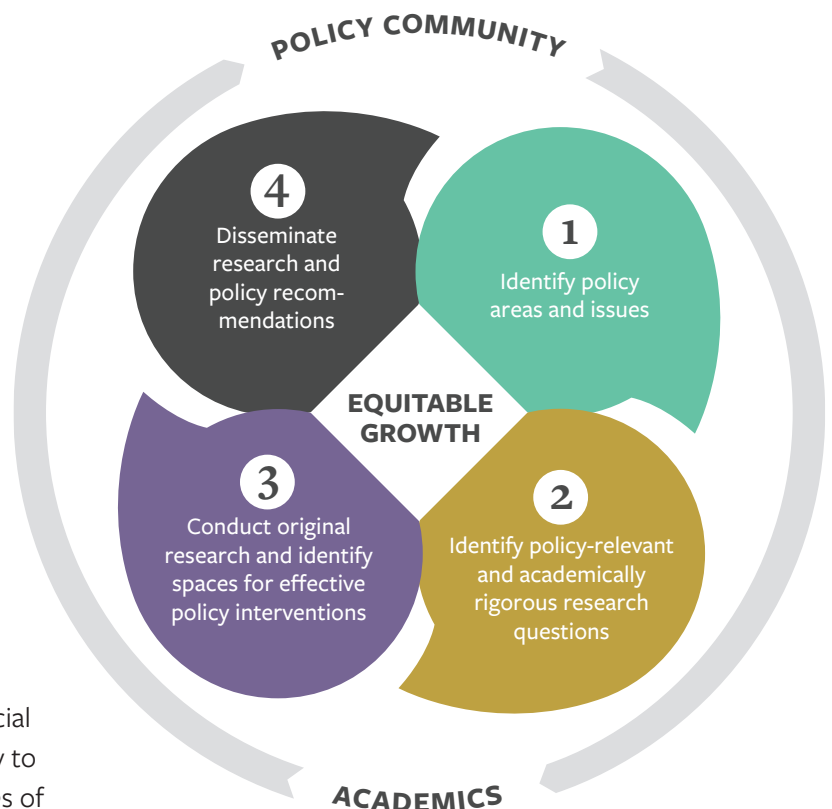 POLICY COMMUNITY
4
Disseminate
research and
policy recom-
mendations
1
Identify policy
areas and issues
EQUITABLE
GROWTH
3
Conduct original
research and identify
spaces for effective
policy interventions
2
Identify policy-relevant
and academically
rigorous research
questions
to
of
ACADEMICS